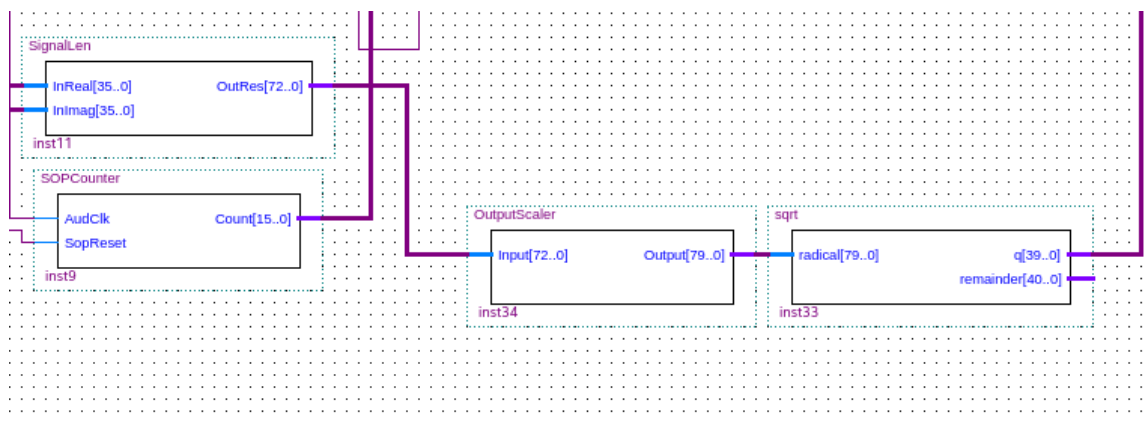 SignalLen
InReal[35..0] OutRes[72..0]
InImag[35..0]
inst11
SOPCounter
AudClk Count[15..0]
SopReset
inst9
OutputScaler
Input[72..0] Output[79..0]
inst34
sqrt
radical[79..0] q[39..0]
remainder[40..0]
inst33